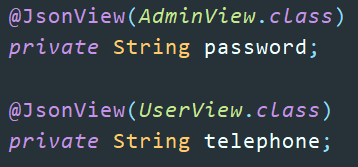 @JsonView(AdminView.class)
private String password;
@JsonView(UserView.class)
private String telephone;